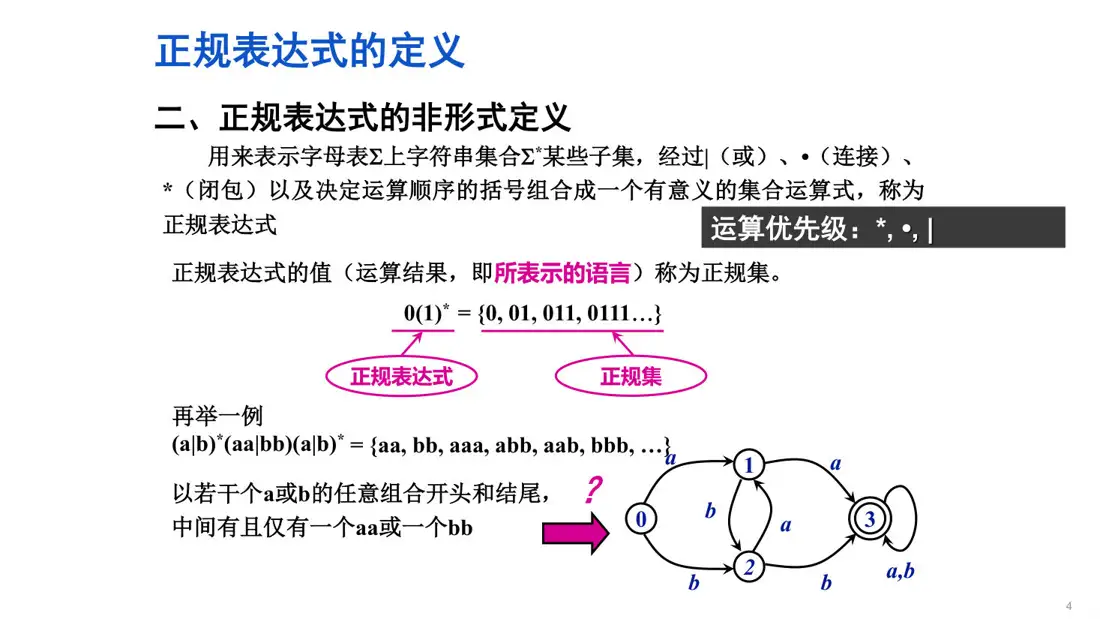 正规表达式的定义
二、正规表达式的非形式定义
用来表示字母表Σ上字符串集合Σ*某些子集，经过|（或）、•（连接）、
*（闭包）以及决定运算顺序的括号组合成一个有意义的集合运算式，称为
正规表达式
运算优先级：*, •, |
正规表达式的值（运算结果，即所表示的语言）称为正规集。
0(1)* = {0, 01, 011, 0111…}
正规表达式
正规集
再举一例
(a|b)*(aa|bb)(a|b)* = {aa, bb, aaa, abb, aab, bbb, …}
以若干个a或b的任意组合开头和结尾，
中间有且仅有一个aa或一个bb
?
a
1
a
0
b
a
3
2
b
b
a,b
4